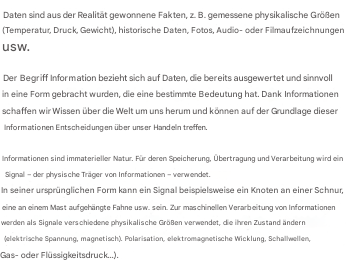 Daten sind aus der Realität gewonnene Fakten, z. B. gemessene physikalische Größen
(Temperatur, Druck, Gewicht), historische Daten, Fotos, Audio- oder Filmaufzeichnungen
usw.
Der Begriff Information bezieht sich auf Daten, die bereits ausgewertet und sinnvoll
in eine Form gebracht wurden, die eine bestimmte Bedeutung hat. Dank Informationen
schaffen wir Wissen über die Welt um uns herum und können auf der Grundlage dieser
Informationen Entscheidungen über unser Handeln treffen.
Informationen sind immaterieller Natur. Für deren Speicherung, Übertragung und Verarbeitung wird ein
Signal – der physische Träger von Informationen – verwendet.
In seiner ursprünglichen Form kann ein Signal beispielsweise ein Knoten an einer Schnur,
eine an einem Mast aufgehängte Fahne usw. sein. Zur maschinellen Verarbeitung von Informationen
werden als Signale verschiedene physikalische Größen verwendet, die ihren Zustand ändern
(elektrische Spannung, magnetisch). Polarisation, elektromagnetische Wicklung, Schallwellen,
Gas- oder Flüssigkeitsdruck...).